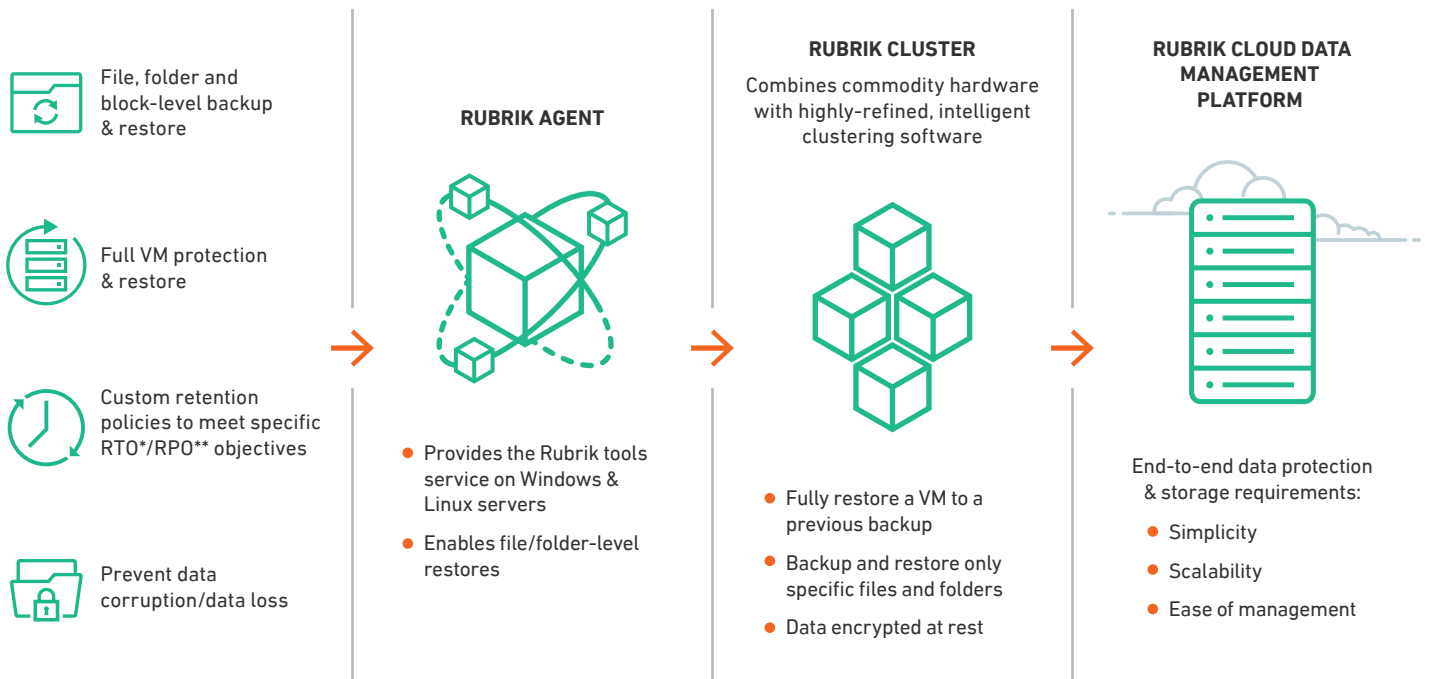 File, folder and
block-level backup
& restore
Full VM protection
& restore
Custom retention
policies to meet specific
RTO*/RPO** objectives
Prevent data
corruption/data loss
RUBRIK AGENT
Provides the Rubrik tools
service on Windows &
Linux servers
Enables file/folder-level
restores
RUBRIK CLUSTER
Combines commodity hardware
with highly-refined, intelligent
clustering software
Fully restore a VM to a
previous backup
Backup and restore only
specific files and folders
Data encrypted at rest
RUBRIK CLOUD DATA
MANAGEMENT
PLATFORM
End-to-end data protection
& storage requirements:
Simplicity
Scalability
Ease of management